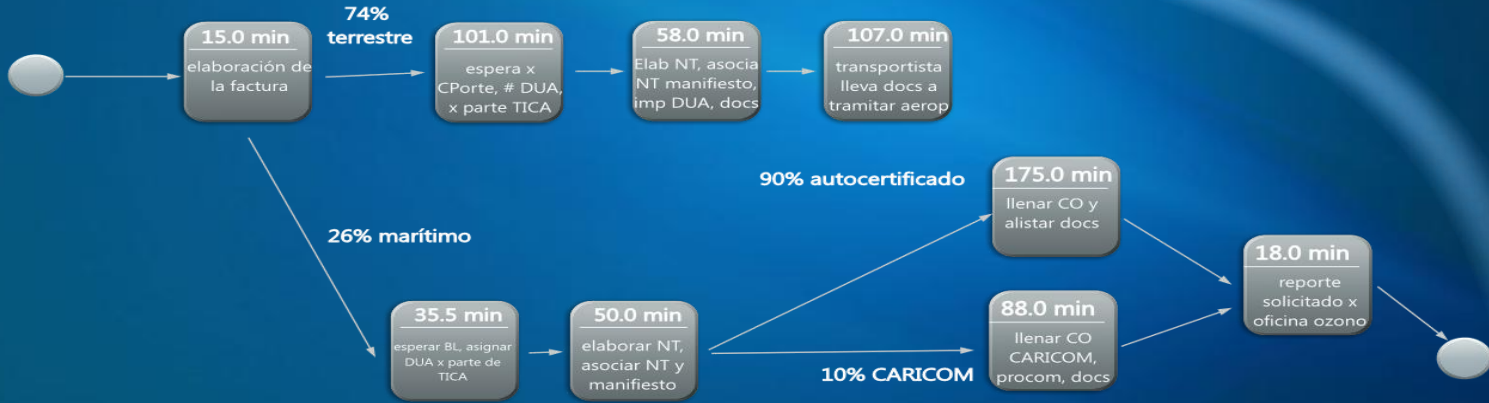 74%
terrestre
15.0 min
elaboración de
la factura
101.0 min
espera x
CPorte, # DUA,
x parte TICA
58.0 min
Elab NT, asocia
NT manifiesto,
imp DUA, docs
107.0 min
transportista
lleva docs a
tramitar aerop
26% marítimo
35.5 min
esperar BL, asignar
DUA x parte de
TICA
50.0 min
elaborar NT,
asociar NT y
manifiesto
90% autocertificado
175.0 min
llenar CO y
alistar docs
10% CARICOM
88.0 min
llenar CO
CARICOM,
procom, docs
18.0 min
reporte
solicitado x
oficina ozono